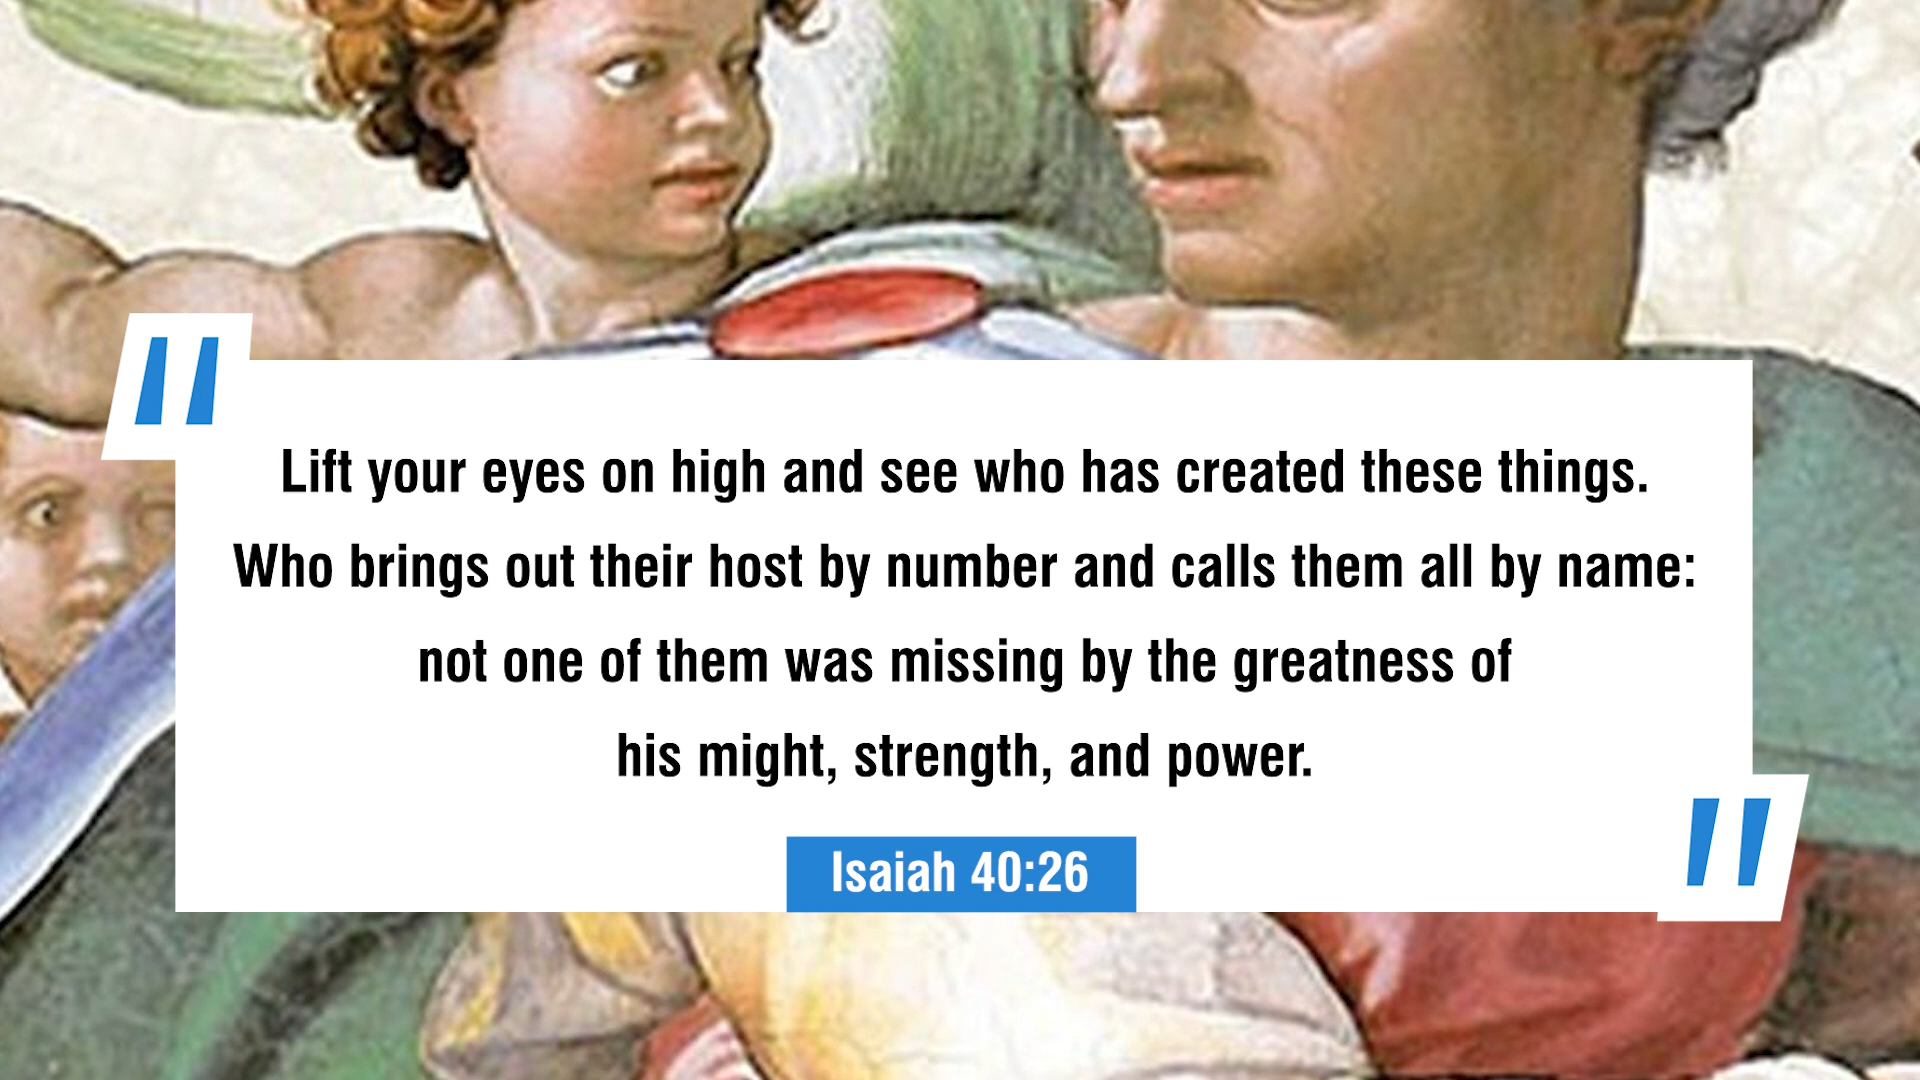 "
Lift your eyes on high and see who has created these things.
Who brings out their host by number and calls them all by name:
not one of them was missing by the greatness of
his might, strength, and power.
"
Isaiah 40:26